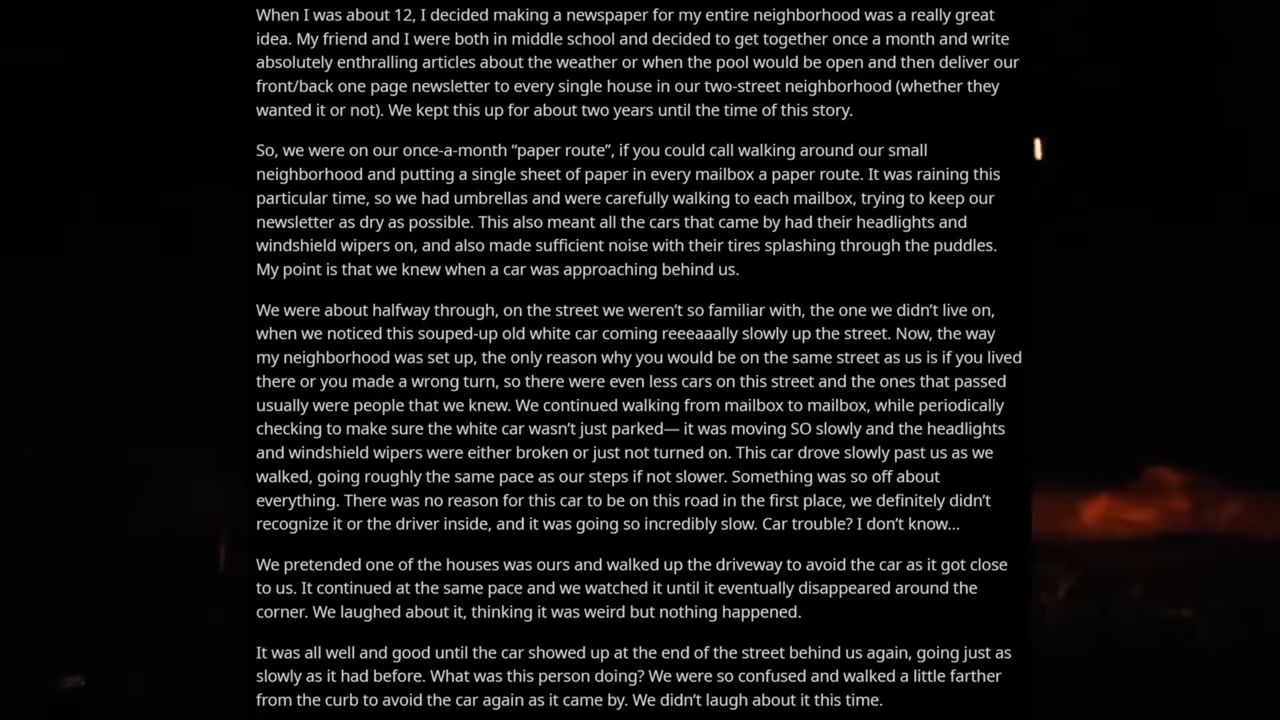 When I was about 12, I decided making a newspaper for my entire neighborhood was a really great
idea. My friend and I were both in middle school and decided to get together once a month and write
absolutely enthralling articles about the weather or when the pool would be open and then deliver our
front/back one page newsletter to every single house in our two-street neighborhood (whether they
wanted it or not). We kept this up for about two years until the time of this story.
So, we were on our once-a-month “paper route”, if you could call walking around our small
neighborhood and putting a single sheet of paper in every mailbox a paper route. It was raining this
particular time, so we had umbrellas and were carefully walking to each mailbox, trying to keep our
newsletter as dry as possible. This also meant all the cars that came by had their headlights and
windshield wipers on, and also made sufficient noise with their tires splashing through the puddles.
My point is that we knew when a car was approaching behind us.
We were about halfway through, on the street we weren’t so familiar with, the one we didn’t live on,
when we noticed this souped-up old white car coming reeeaaally slowly up the street. Now, the way
my neighborhood was set up, the only reason why you would be on the same street as us is if you lived
there or you made a wrong turn, so there were even less cars on this street and the ones that passed
usually were people that we knew. We continued walking from mailbox to mailbox, while periodically
checking to make sure the white car wasn’t just parked— it was moving SO slowly and the headlights
and windshield wipers were either broken or just not turned on. This car drove slowly past us as we
walked, going roughly the same pace as our steps if not slower. Something was so off about
everything. There was no reason for this car to be on this road in the first place, we definitely didn’t
recognize it or the driver inside, and it was going so incredibly slow. Car trouble? I don’t know…
We pretended one of the houses was ours and walked up the driveway to avoid the car as it got close
to us. It continued at the same pace and we watched it until it eventually disappeared around the
corner. We laughed about it, thinking it was weird but nothing happened.
It was all well and good until the car showed up at the end of the street behind us again, going just as
slowly as it had before. What was this person doing? We were so confused and walked a little farther
from the curb to avoid the car again as it came by. We didn’t laugh about it this time.